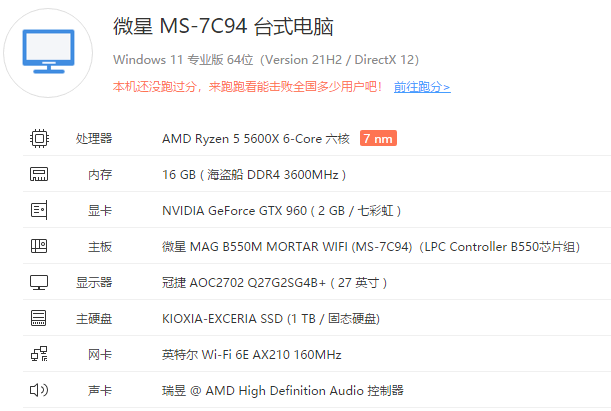 微星 MS-7C94 台式电脑
Windows 11 专业版 64位（Version 21H2 / DirectX 12）
本机还没跑过分，来跑跑看能击败全国多少用户吧！ 前往跑分>
处理器 AMD Ryzen 5 5600X 6-Core 六核 7 nm
内存 16 GB ( 海盗船 DDR4 3600MHz )
显卡 NVIDIA GeForce GTX 960 ( 2 GB / 七彩虹 )
主板 微星 MAG B550M MORTAR WIFI (MS-7C94)（LPC Controller B550芯片组）
显示器 冠捷 AOC2702 Q27G2SG4B+ ( 27 英寸 )
主硬盘 KIOXIA-EXCERIA SSD (1 TB / 固态硬盘)
网卡 英特尔 Wi-Fi 6E AX210 160MHz
声卡 瑞昱 @ AMD High Definition Audio 控制器